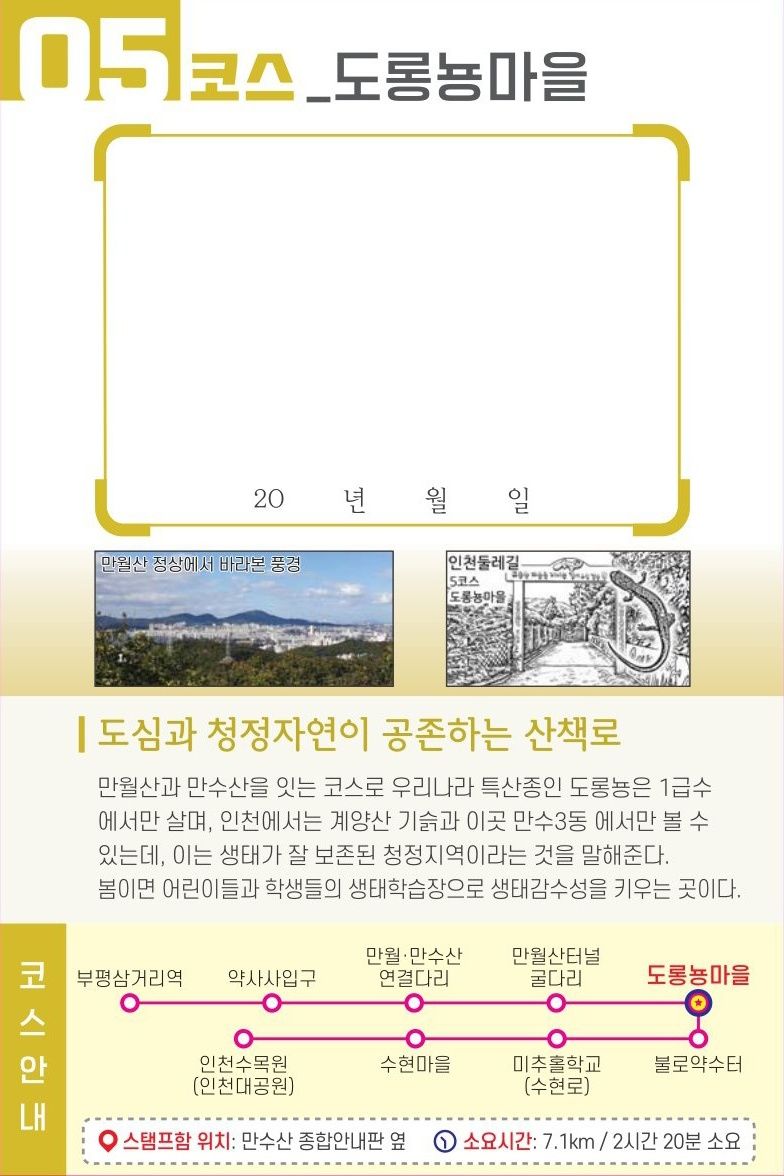 05코스_도롱뇽마을
20 년 월 일
만월산 정상에서 바라본 풍경
인천둘레길
5코스
도롱뇽마을
도심과 청정자연이 공존하는 산책로
만월산과 만수산을 잇는 코스로 우리나라 특산종인 도롱뇽은 1급수
에서만 살며, 인천에서는 계양산 기슭과 이곳 만수3동 에서만 볼 수
있는데, 이는 생태가 잘 보존된 청정지역이라는 것을 말해준다.
봄이면 어린이들과 학생들의 생태학습장으로 생태감수성을 키우는 곳이다.
코스안내
부평삼거리역
약사사입구
만월·만수산
연결다리
만월산터널
굴다리
도롱뇽마을
인천수목원
(인천대공원)
수현마을
미추홀학교
(수현로)
불로약수터
스탬프함 위치: 만수산 종합안내판 옆
소요시간: 7.1km / 2시간 20분 소요